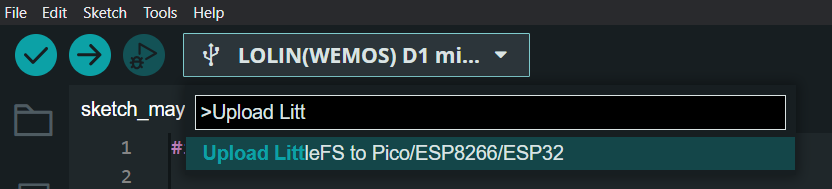 File Edit Sketch Tools Help
LOLIN(WEMOS) D1 mi...
sketch_may
>Upload Litt
Upload LittleFS to Pico/ESP8266/ESP32
1 #
2